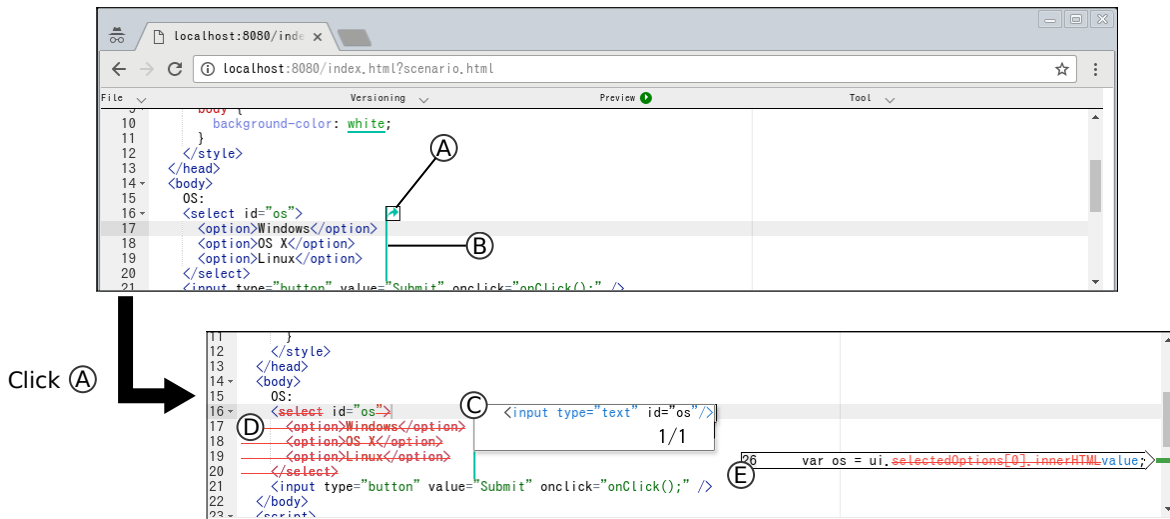 localhost:8080/inde x
localhost:8080/index.html?scenario.html
File Versioning Preview Tool
9 body {
10 background-color: white;
11 }
12 </style>
13 </head>
14 <body>
15 OS:
16 <select id="os">
17 <option>Windows</option>
18 <option>OS X</option>
19 <option>Linux</option>
20 </select>
21 <input type="button" value="Submit" onclick="onClick();" />
A
B
Click A
11 }
12 </style>
13 </head>
14 <body>
15 OS:
16 <select id="os">
17 <option>Windows</option>
18 <option>OS X</option>
19 <option>Linux</option>
20 </select>
21 <input type="button" value="Submit" onclick="onClick();" />
22 </body>
23 <script>
C
<input type="text" id="os"/>
1/1
D
26 var os = ui.selectedOptions[0].innerHTMLvalue;
E